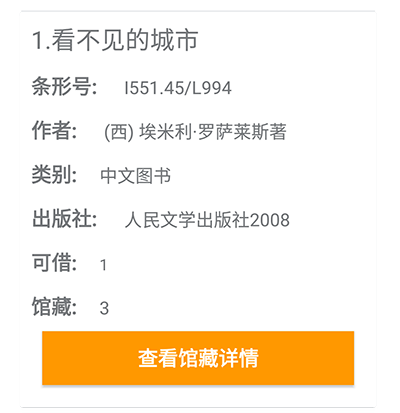 1.看不见的城市
条形号: I551.45/L994
作者: (西) 埃米利·罗萨莱斯著
类别: 中文图书
出版社: 人民文学出版社2008
可借: 1
馆藏: 3
查看馆藏详情